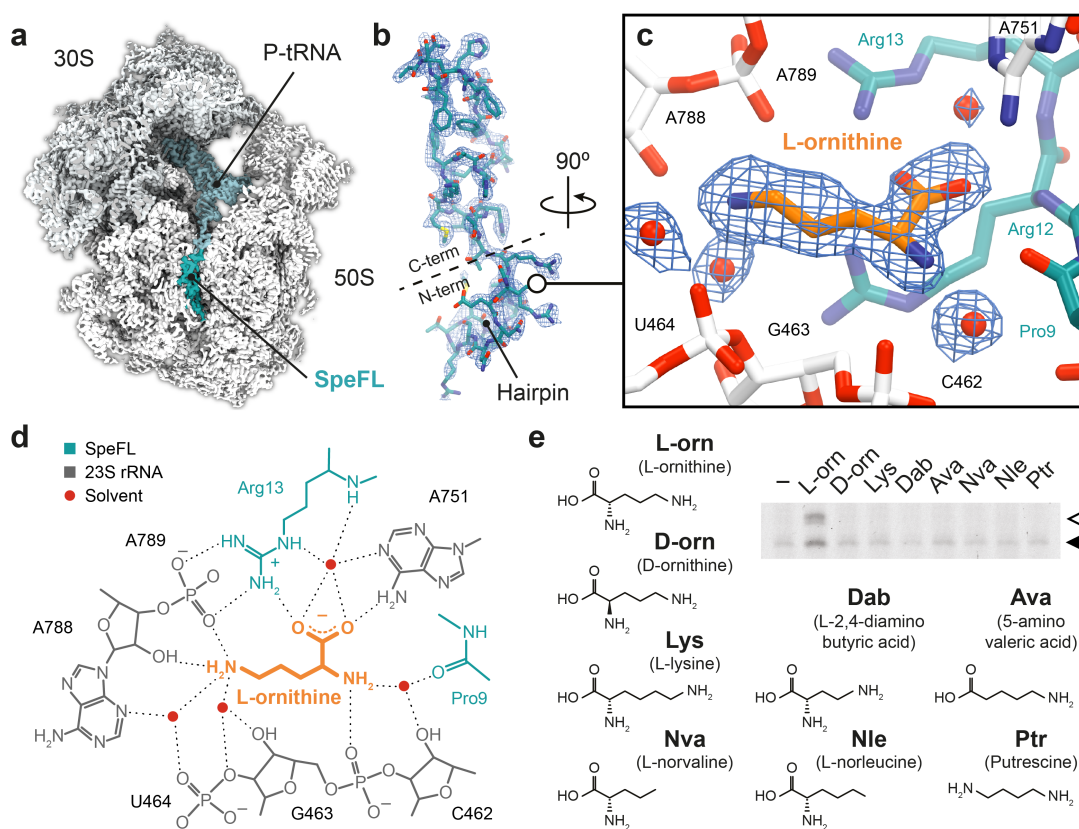 a
30S
P-tRNA
50S
SpeFL
b
90º
C-term
N-term
Hairpin
c
Arg13
A751
A789
A788
L-ornithine
Arg12
U464
G463
Pro9
C462
d
SpeFL
23S rRNA
Solvent
Arg13
A751
A789
A788
O
−
O
P
O
O
HN
NH
+
NH₂
H
N
N
N
N
N
H₂N
O
OH
N
N
N
N
H₂N
H₂N
O
−
O
NH₂
L-ornithine
NH
O
Pro9
O
O
P
O
O−
OH
O
O
O
P
O
O−
OH
O
U464
G463
C462
e
L-orn
(L-ornithine)
O
HO
NH₂
NH₂
D-orn
(D-ornithine)
O
HO
NH₂
NH₂
Lys
(L-lysine)
O
HO
NH₂
NH₂
Nva
(L-norvaline)
O
HO
NH₂
–
L-orn
D-orn
Lys
Dab
Ava
Nva
Nle
Ptr
Dab
(L-2,4-diamino
butyric acid)
O
HO
NH₂
NH₂
Ava
(5-amino
valeric acid)
O
HO
NH₂
Nle
(L-norleucine)
O
HO
NH₂
Ptr
(Putrescine)
H₂N
NH₂